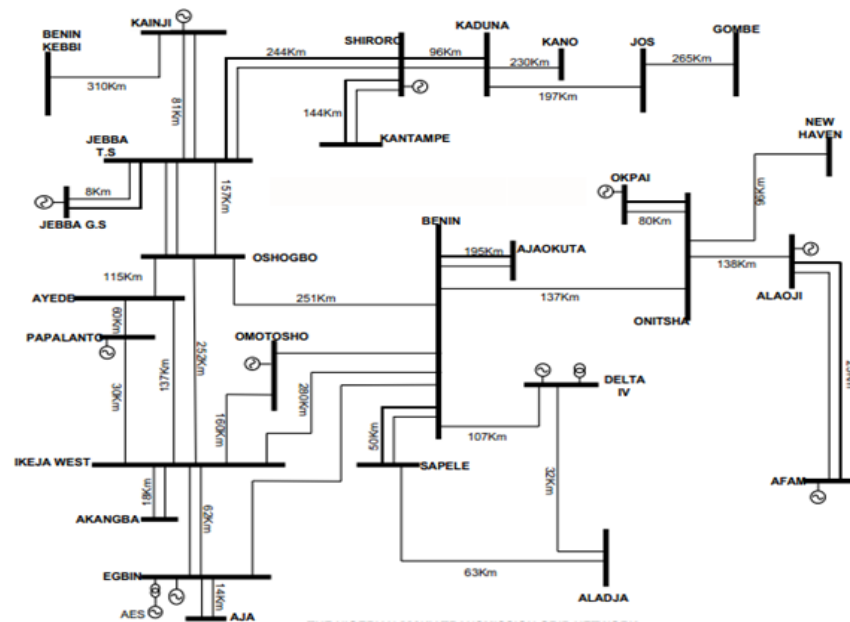 KAINJI
BENIN
KEBBI
310Km
81Km
244Km
SHIRORO
96Km
KADUNA
KANO
230Km
JOS
197Km
GOMBE
265Km
144Km
KANTAMPE
JEBBA
T.S
8Km
JEBBA G.S
157Km
NEW
HAVEN
96Km
OKPAI
80Km
BENIN
195Km
AJAOKUTA
138Km
ALAOJI
OSHOGBO
115Km
AYEDE
251Km
137Km
ONITSHA
60Km
PAPALANTO
OMOTOSHO
30Km
137Km
252Km
160Km
280Km
DELTA
IV
107Km
IKEJA WEST
50Km
SAPELE
32Km
AFAM
18Km
AKANGBA
62Km
63Km
ALADJA
EGBIN
AES
14Km
AJA